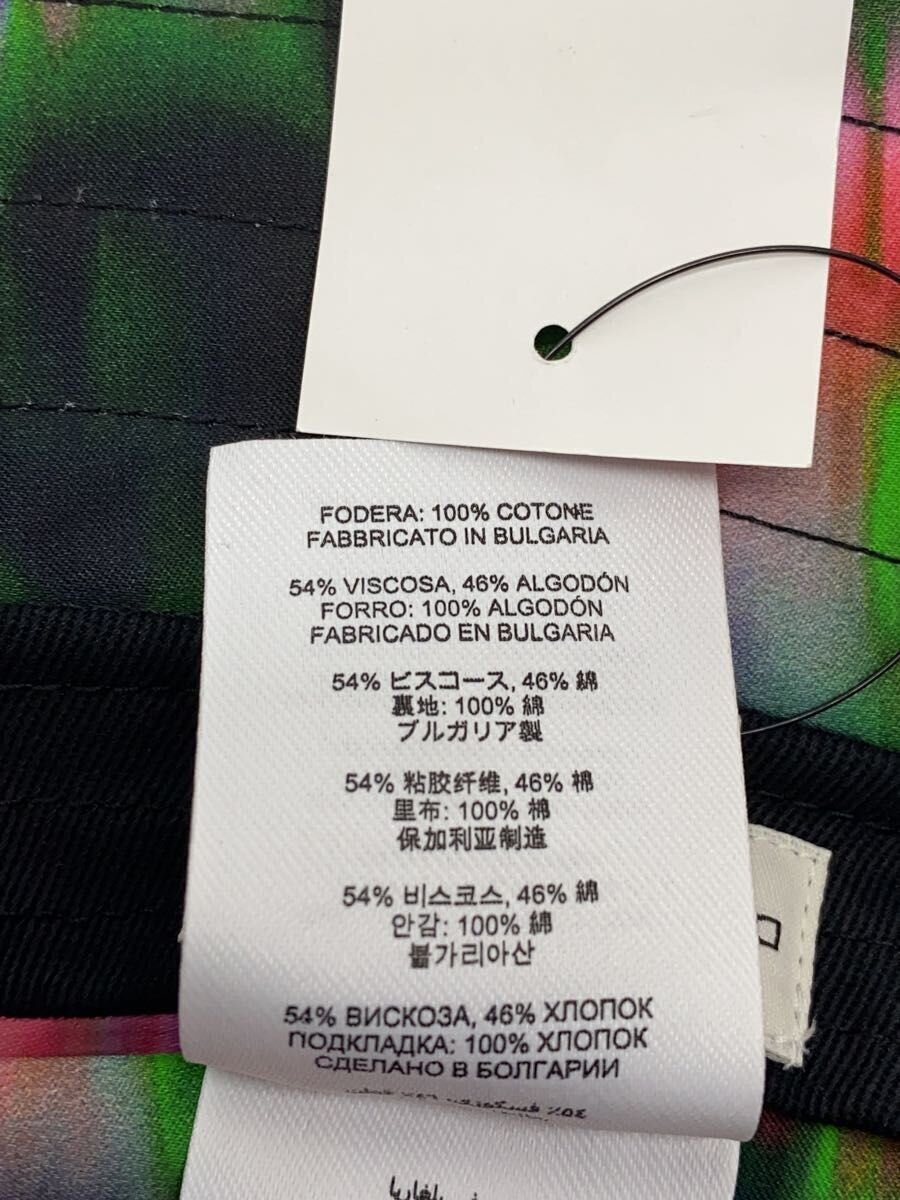 FODERA: 100% COTONE
FABBRICATO IN BULGARIA
54% VISCOSA, 46% ALGODÓN
FORRO: 100% ALGODÓN
FABRICADO EN BULGARIA
54% ビスコース, 46% 綿
裏地: 100% 綿
ブルガリア製
54% 粘胶纤维, 46% 棉
里布: 100% 棉
保加利亚制造
54% 비스코스, 46% 綿
안감: 100% 綿
불가리아산
54% ВИСКОЗА, 46% ХЛОПОК
ПОДКЛАДКА: 100% ХЛОПОК
СДЕЛАНО В БОЛГАРИИ